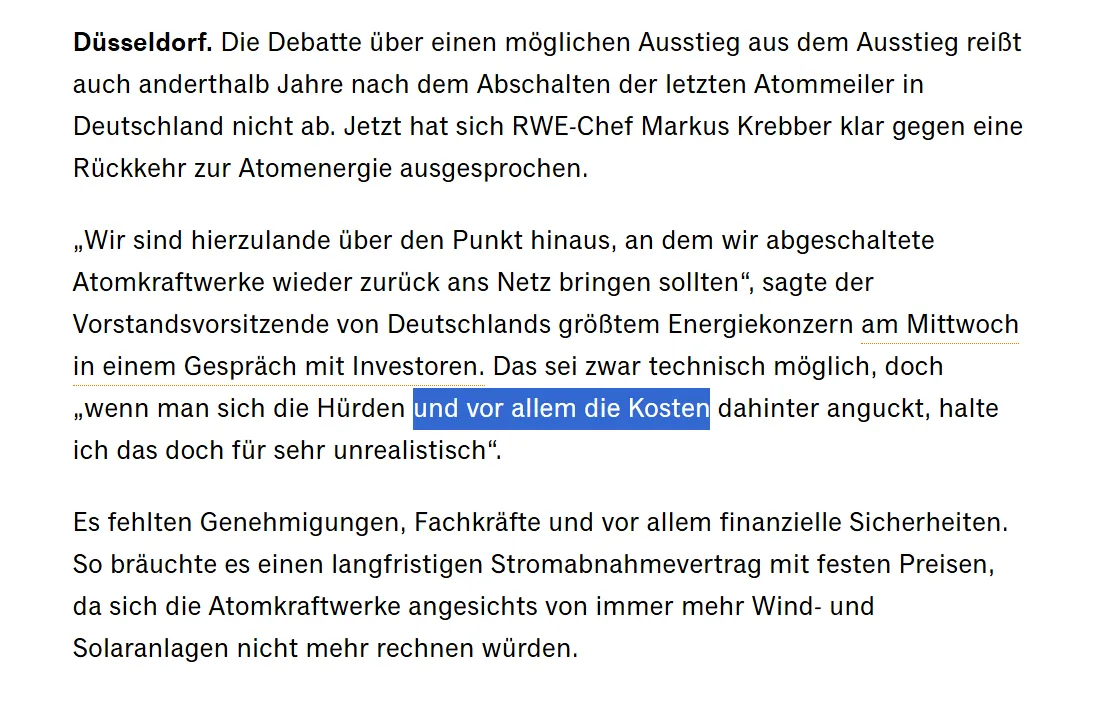 Düsseldorf. Die Debatte über einen möglichen Ausstieg aus dem Ausstieg reißt
auch anderthalb Jahre nach dem Abschalten der letzten Atommeiler in
Deutschland nicht ab. Jetzt hat sich RWE-Chef Markus Krebber klar gegen eine
Rückkehr zur Atomenergie ausgesprochen.
„Wir sind hierzulande über den Punkt hinaus, an dem wir abgeschaltete
Atomkraftwerke wieder zurück ans Netz bringen sollten“, sagte der
Vorstandsvorsitzende von Deutschlands größtem Energiekonzern am Mittwoch
in einem Gespräch mit Investoren. Das sei zwar technisch möglich, doch
„wenn man sich die Hürden und vor allem die Kosten dahinter anguckt, halte
ich das doch für sehr unrealistisch“.
Es fehlten Genehmigungen, Fachkräfte und vor allem finanzielle Sicherheiten.
So bräuchte es einen langfristigen Stromabnahmevertrag mit festen Preisen,
da sich die Atomkraftwerke angesichts von immer mehr Wind- und
Solaranlagen nicht mehr rechnen würden.